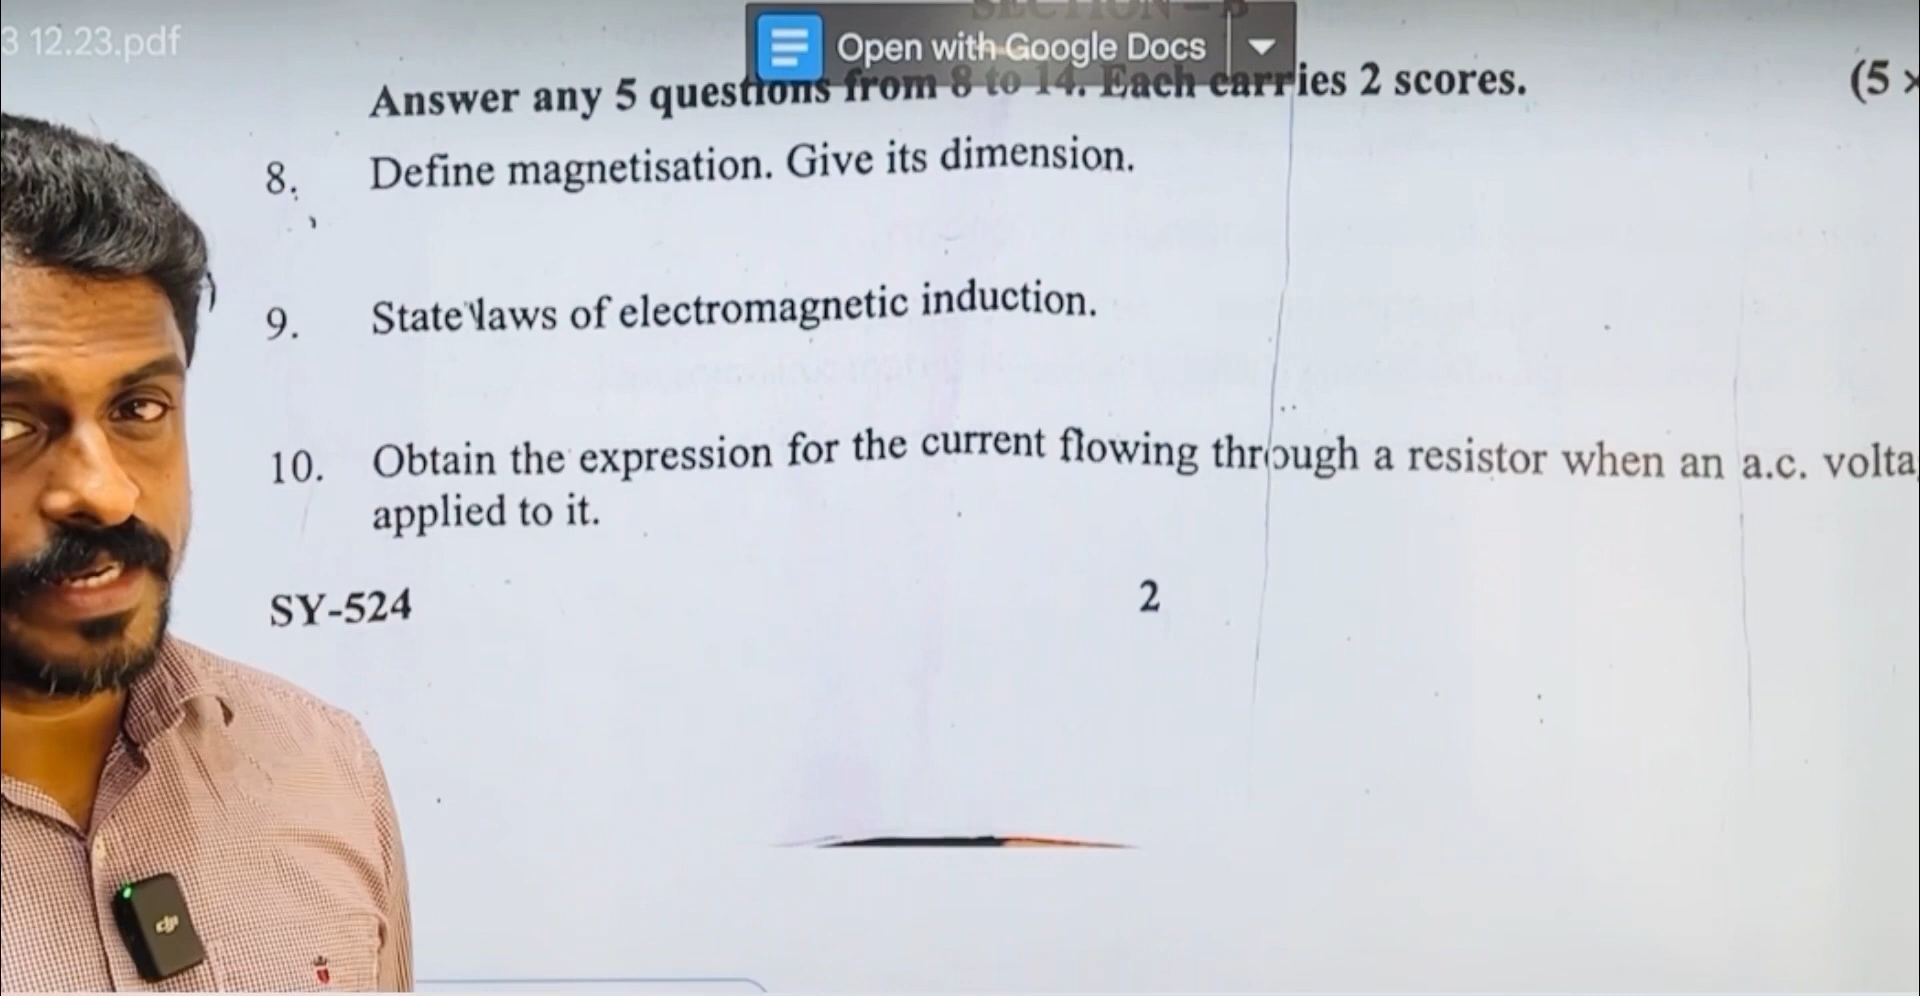 3 12.23.pdf
SECTION – B
Open with Google Docs
Answer any 5 questions from 8 to 14. Each carries 2 scores. (5 ×
8. Define magnetisation. Give its dimension.
9. State laws of electromagnetic induction.
10. Obtain the expression for the current flowing through a resistor when an a.c. volta
applied to it.
SY-524 2
dji